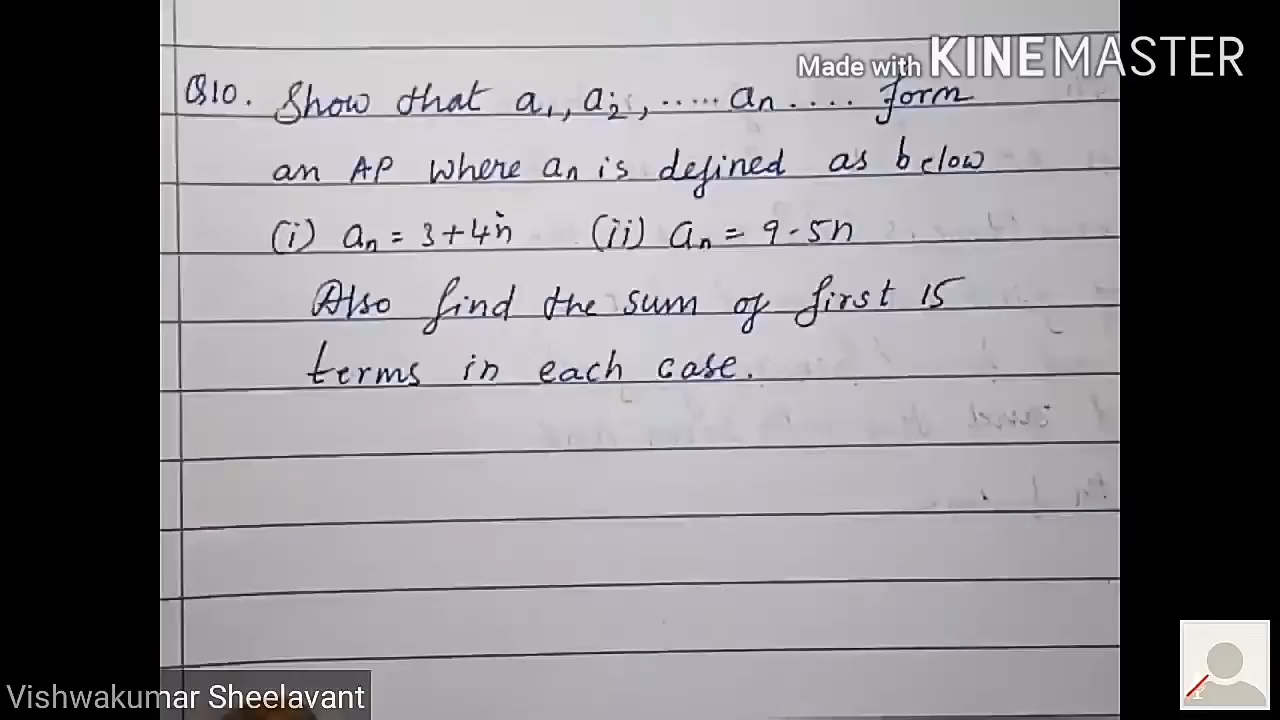 Made with KINEMASTER
Q10. Show that a₁, a₂, ..... aₙ .... form
an AP where aₙ is defined as below
(i) aₙ = 3+4n (ii) aₙ = 9-5n
Also find the sum of first 15
terms in each case.
Vishwakumar Sheelavant